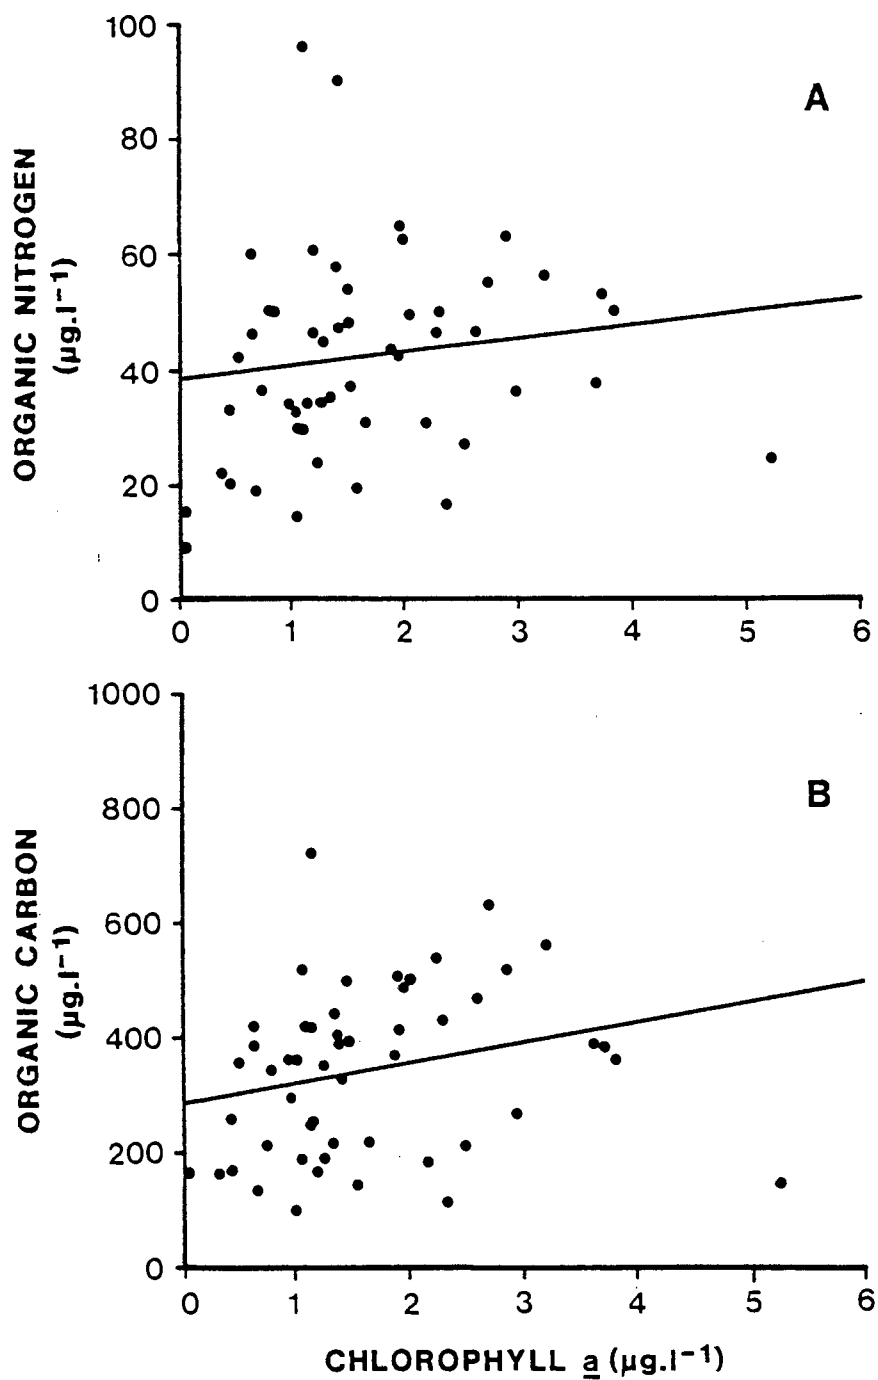 100
80
60
40
20
0
ORGANIC NITROGEN
(µg.l⁻¹)
A
0 1 2 3 4 5 6
1000
800
600
400
200
0
ORGANIC CARBON
(µg.l⁻¹)
B
0 1 2 3 4 5 6
CHLOROPHYLL a (µg.l⁻¹)